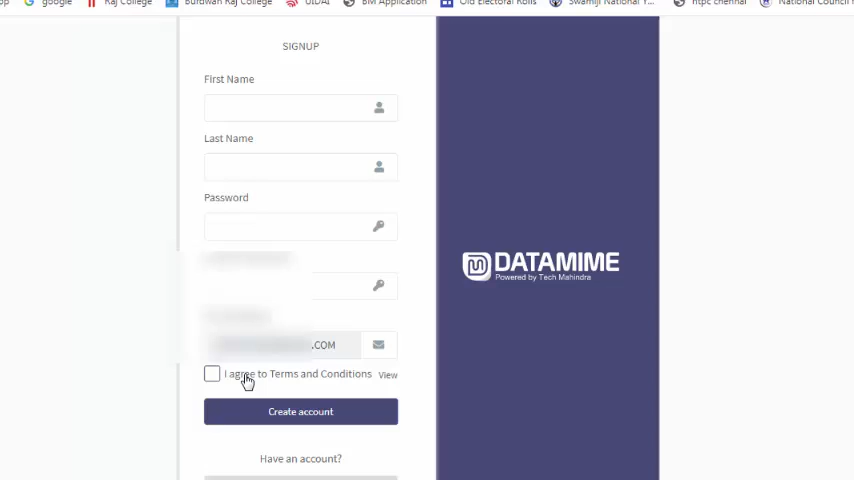 google
Raj College
Burdwan Raj College
UIDAI
BM Application
Old Electoral Rolls
Swamiji National Y...
ntpc chennai
National Council f
SIGNUP
First Name
Last Name
Password
.COM
I agree to Terms and Conditions View
Create account
Have an account?
DATAMIME
Powered by Tech Mahindra